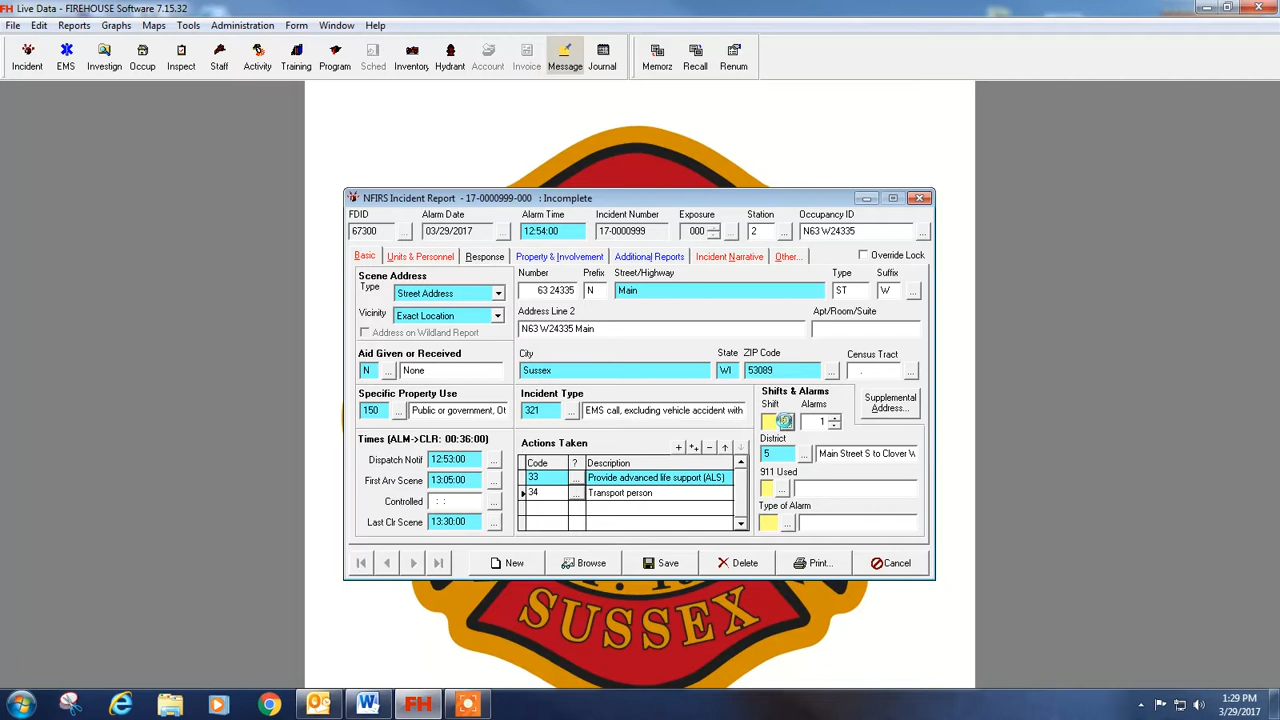 FH Live Data - FIREHOUSE Software 7.15.32
File Edit Reports Graphs Maps Tools Administration Form Window Help
Incident EMS Investign Occup Inspect Staff Activity Training Program Sched Inventory Hydrant Account Invoice Message Journal Memorz Recall Renum
NFIRS Incident Report - 17-0000999-000 : Incomplete
FDID Alarm Date Alarm Time Incident Number Exposure Station Occupancy ID
67300 ... 03/29/2017 ... 12:54:00 17-0000999 000 ... 2 ... N63 W24335 ...
Basic Units & Personnel Response Property & Involvement Additional Reports Incident Narrative Other... Override Lock
Scene Address
Type Street Address
Vicinity Exact Location
Address on Wildland Report
Number Prefix Street/Highway Type Suffix
63 24335 N Main ST W ...
Address Line 2 Apt/Room/Suite
N63 W24335 Main
Aid Given or Received
N ... None
City State ZIP Code Census Tract
Sussex WI 53089 ... . ...
Specific Property Use
150 ... Public or government, Ot
Incident Type
321 ... EMS call, excluding vehicle accident with
Shifts & Alarms
Shift Alarms
1
Supplemental
Address...
Times (ALM->CLR: 00:36:00)
Dispatch Notif 12:53:00 ...
First Arv Scene 13:05:00 ...
Controlled : : ...
Last Clr Scene 13:30:00 ...
Actions Taken
Code ? Description
33 ... Provide advanced life support (ALS)
34 ... Transport person
District
5 ... Main Street S to Clover W
911 Used
...
Type of Alarm
...
New Browse Save Delete Print... Cancel
SUSSEX
FH
1:29 PM
3/29/2017